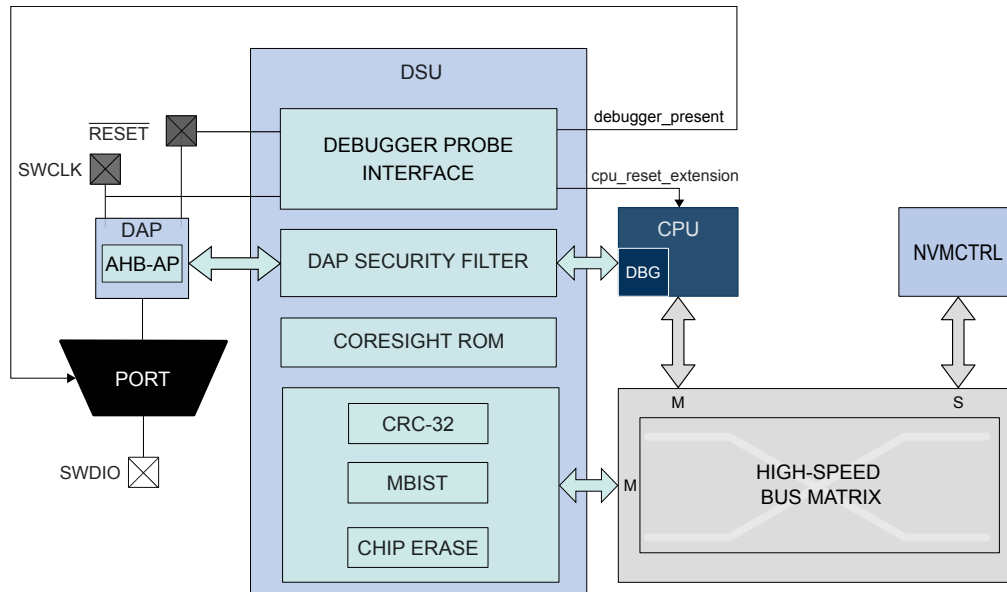 DSU
debugger_present
RESET
DEBUGGER PROBE
INTERFACE
SWCLK
cpu_reset_extension
DAP
CPU
AHB-AP
DAP SECURITY FILTER
DBG
NVMCTRL
CORESIGHT ROM
PORT
M
S
CRC-32
SWDIO
MBIST
M
HIGH-SPEED
BUS MATRIX
CHIP ERASE